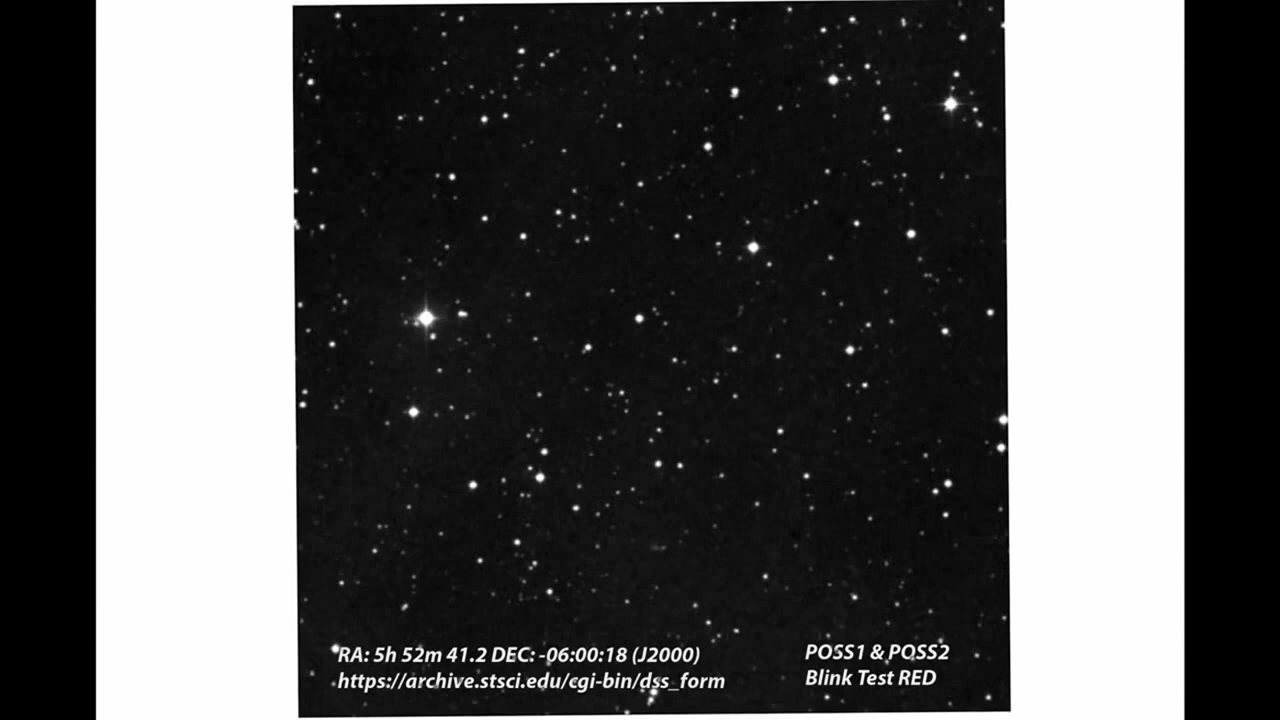 RA: 5h 52m 41.2 DEC: -06:00:18 (J2000)
https://archive.stsci.edu/cgi-bin/dss_form
POSS1 & POSS2
Blink Test RED